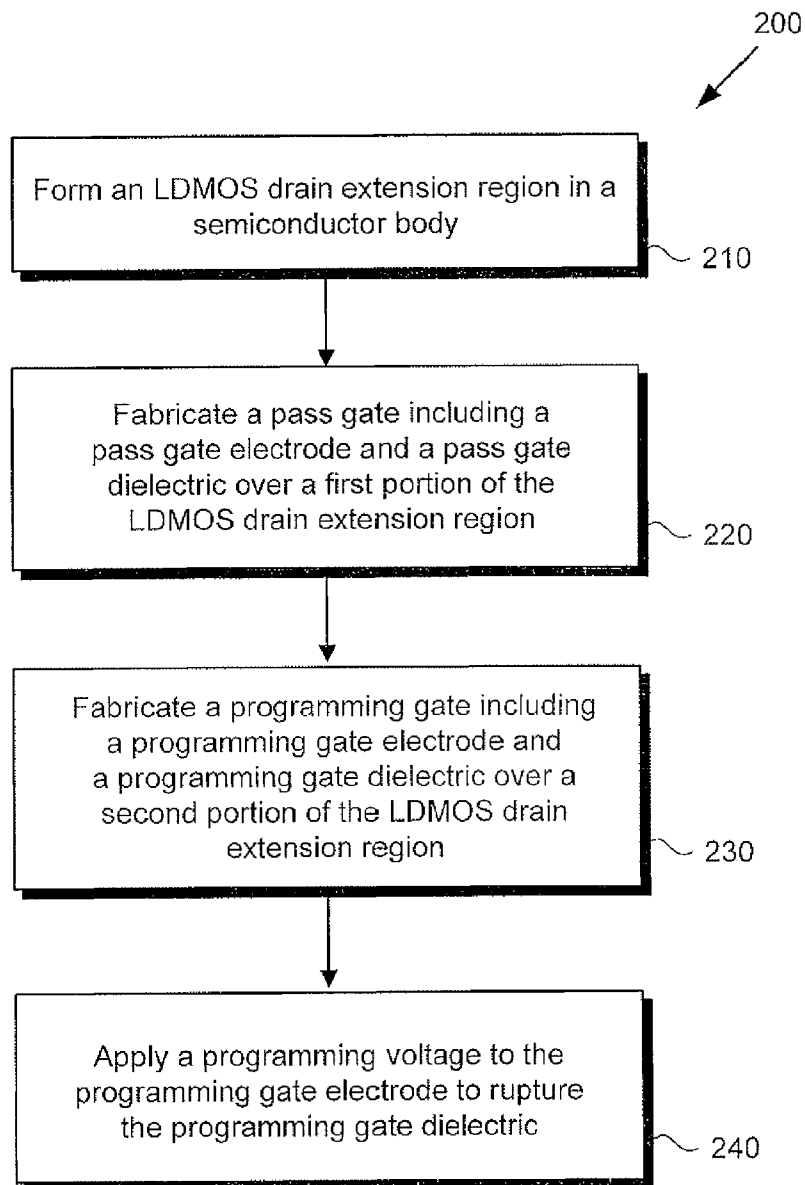 200
Form an LDMOS drain extension region in a
semiconductor body
210
Fabricate a pass gate including a
pass gate electrode and a pass gate
dielectric over a first portion of the
LDMOS drain extension region
220
Fabricate a programming gate including
a programming gate electrode and
a programming gate dielectric over a
second portion of the LDMOS drain
extension region
230
Apply a programming voltage to the
programming gate electrode to rupture
the programming gate dielectric
240